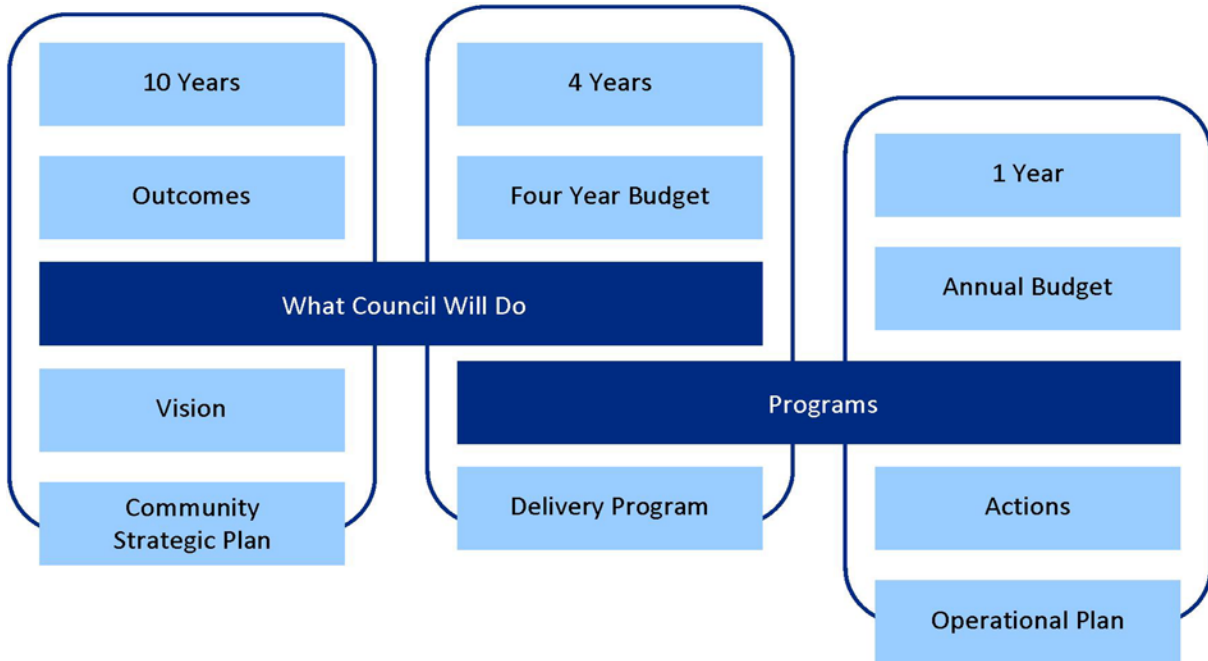 10 Years
Outcomes
What Council Will Do
Vision
Community
Strategic Plan
4 Years
Four Year Budget
Programs
Delivery Program
1 Year
Annual Budget
Actions
Operational Plan